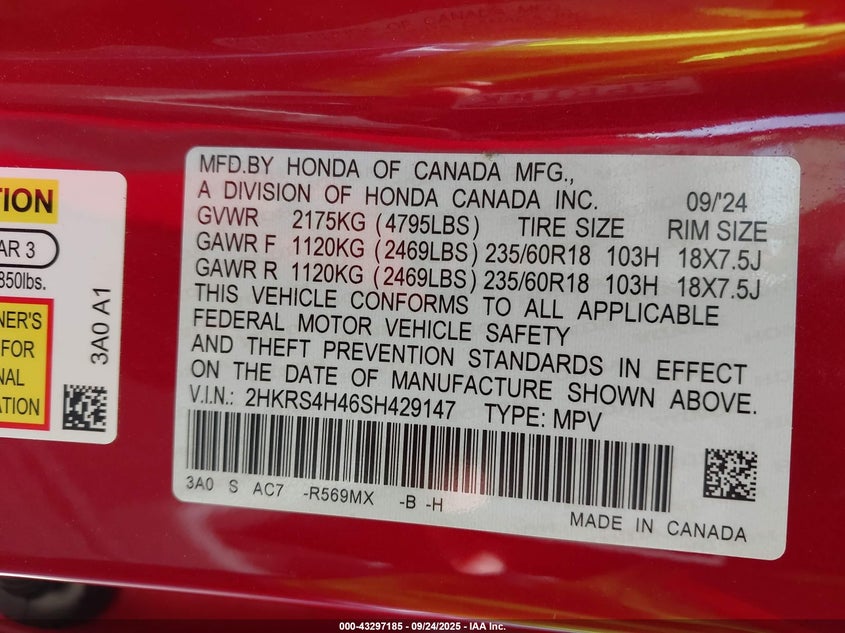 TION
AR 3
850lbs.
NER'S
FOR
NAL
ATION
3A0 A1
MFD.BY HONDA OF CANADA MFG.,
A DIVISION OF HONDA CANADA INC. 09/'24
GVWR 2175KG (4795LBS) TIRE SIZE RIM SIZE
GAWR F 1120KG (2469LBS) 235/60R18 103H 18X7.5J
GAWR R 1120KG (2469LBS) 235/60R18 103H 18X7.5J
THIS VEHICLE CONFORMS TO ALL APPLICABLE
FEDERAL MOTOR VEHICLE SAFETY
AND THEFT PREVENTION STANDARDS IN EFFECT
ON THE DATE OF MANUFACTURE SHOWN ABOVE.
V.I.N.: 2HKRS4H46SH429147 TYPE: MPV
3A0 S AC7 -R569MX -B -H
MADE IN CANADA
000-43297185 - 09/24/2025 - IAA Inc.